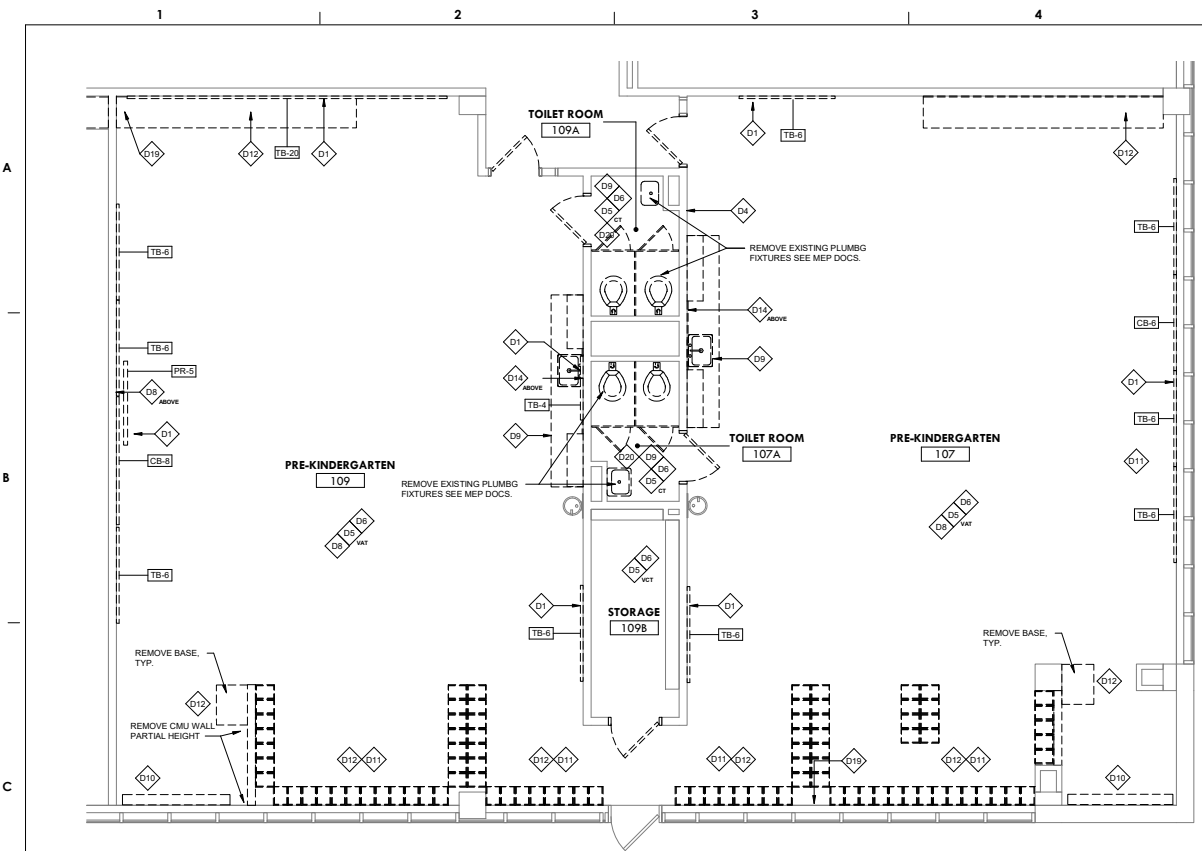 1 2 3 4
A
B
C
TOILET ROOM
109A
D19
D12
TB-20
D1
D1
TB-6
D12
D9
D6
D5
CT
D20
D4
REMOVE EXISTING PLUMBG
FIXTURES SEE MEP DOCS.
TB-6
TB-6
TB-6
PR-5
D8
ABOVE
D1
CB-8
TB-6
D1
D14
ABOVE
TB-4
D9
D14
ABOVE
D9
CB-6
D1
TB-6
D11
TB-6
PRE-KINDERGARTEN
109
REMOVE EXISTING PLUMBG
FIXTURES SEE MEP DOCS.
D20
D9
D6
D5
CT
TOILET ROOM
107A
PRE-KINDERGARTEN
107
D6
D5
VAT
D8
D6
D5
VAT
D8
D6
D5
VCT
STORAGE
109B
D1
TB-6
D1
TB-6
REMOVE BASE,
TYP.
REMOVE BASE,
TYP.
D12
D12
REMOVE CMU WALL
PARTIAL HEIGHT
D10
D12 D11
D12 D11
D11 D12
D19
D12 D11
D10